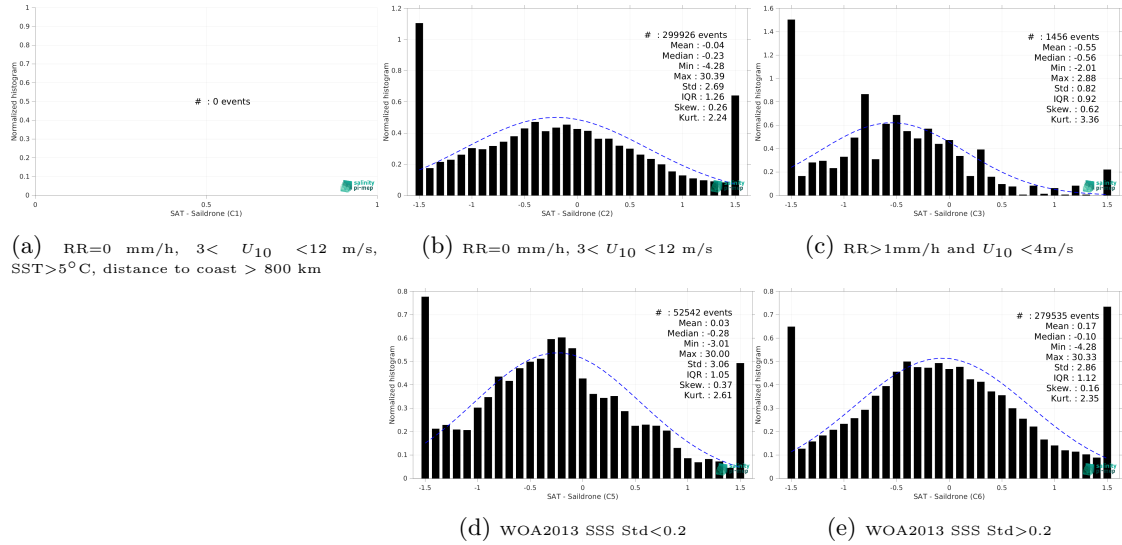 Normalized histogram
1
0.9
0.8
0.7
0.6
0.5
0.4
0.3
0.2
0.1
0
# : 0 events
salinity
pi-mep
0
0.5
1
SAT - Saildrone (C1)
(a) RR=0 mm/h, 3< U10 <12 m/s,
SST>5°C, distance to coast > 800 km
Normalized histogram
1.2
1
0.8
0.6
0.4
0.2
0
# : 299926 events
Mean : -0.04
Median : -0.23
Min : -4.28
Max : 30.39
Std : 2.69
IQR : 1.26
Skew. : 0.26
Kurt. : 2.24
salinity
pi-mep
-1.5
-1
-0.5
0
0.5
1
1.5
SAT - Saildrone (C2)
(b) RR=0 mm/h, 3< U10 <12 m/s
Normalized histogram
1.6
1.4
1.2
1
0.8
0.6
0.4
0.2
0
# : 1456 events
Mean : -0.55
Median : -0.56
Min : -2.01
Max : 2.88
Std : 0.82
IQR : 0.92
Skew. : 0.62
Kurt. : 3.36
salinity
pi-mep
-1.5
-1
-0.5
0
0.5
1
1.5
SAT - Saildrone (C3)
(c) RR>1mm/h and U10 <4m/s
Normalized histogram
0.8
0.7
0.6
0.5
0.4
0.3
0.2
0.1
0
# : 52542 events
Mean : 0.03
Median : -0.28
Min : -3.01
Max : 30.00
Std : 3.06
IQR : 1.05
Skew. : 0.37
Kurt. : 2.61
salinity
pi-mep
-1.5
-1
-0.5
0
0.5
1
1.5
SAT - Saildrone (C5)
(d) WOA2013 SSS Std<0.2
Normalized histogram
0.8
0.7
0.6
0.5
0.4
0.3
0.2
0.1
0
# : 279535 events
Mean : 0.17
Median : -0.10
Min : -4.28
Max : 30.33
Std : 2.86
IQR : 1.12
Skew. : 0.16
Kurt. : 2.35
salinity
pi-mep
-1.5
-1
-0.5
0
0.5
1
1.5
SAT - Saildrone (C6)
(e) WOA2013 SSS Std>0.2